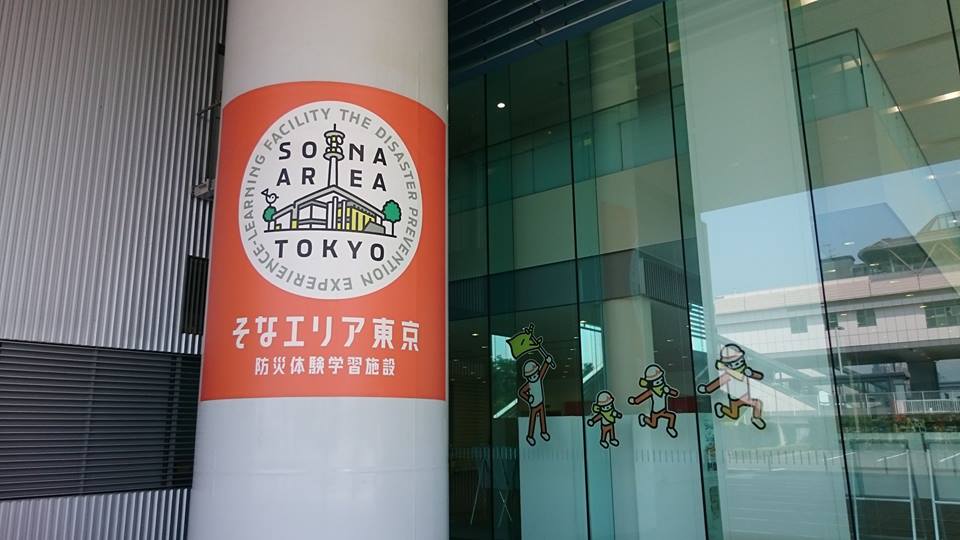 THE DISASTER PREVENTION EXPERIENCE-LEARNING FACILITY
SONA
AREA
TOKYO
そなエリア東京
防災体験学習施設